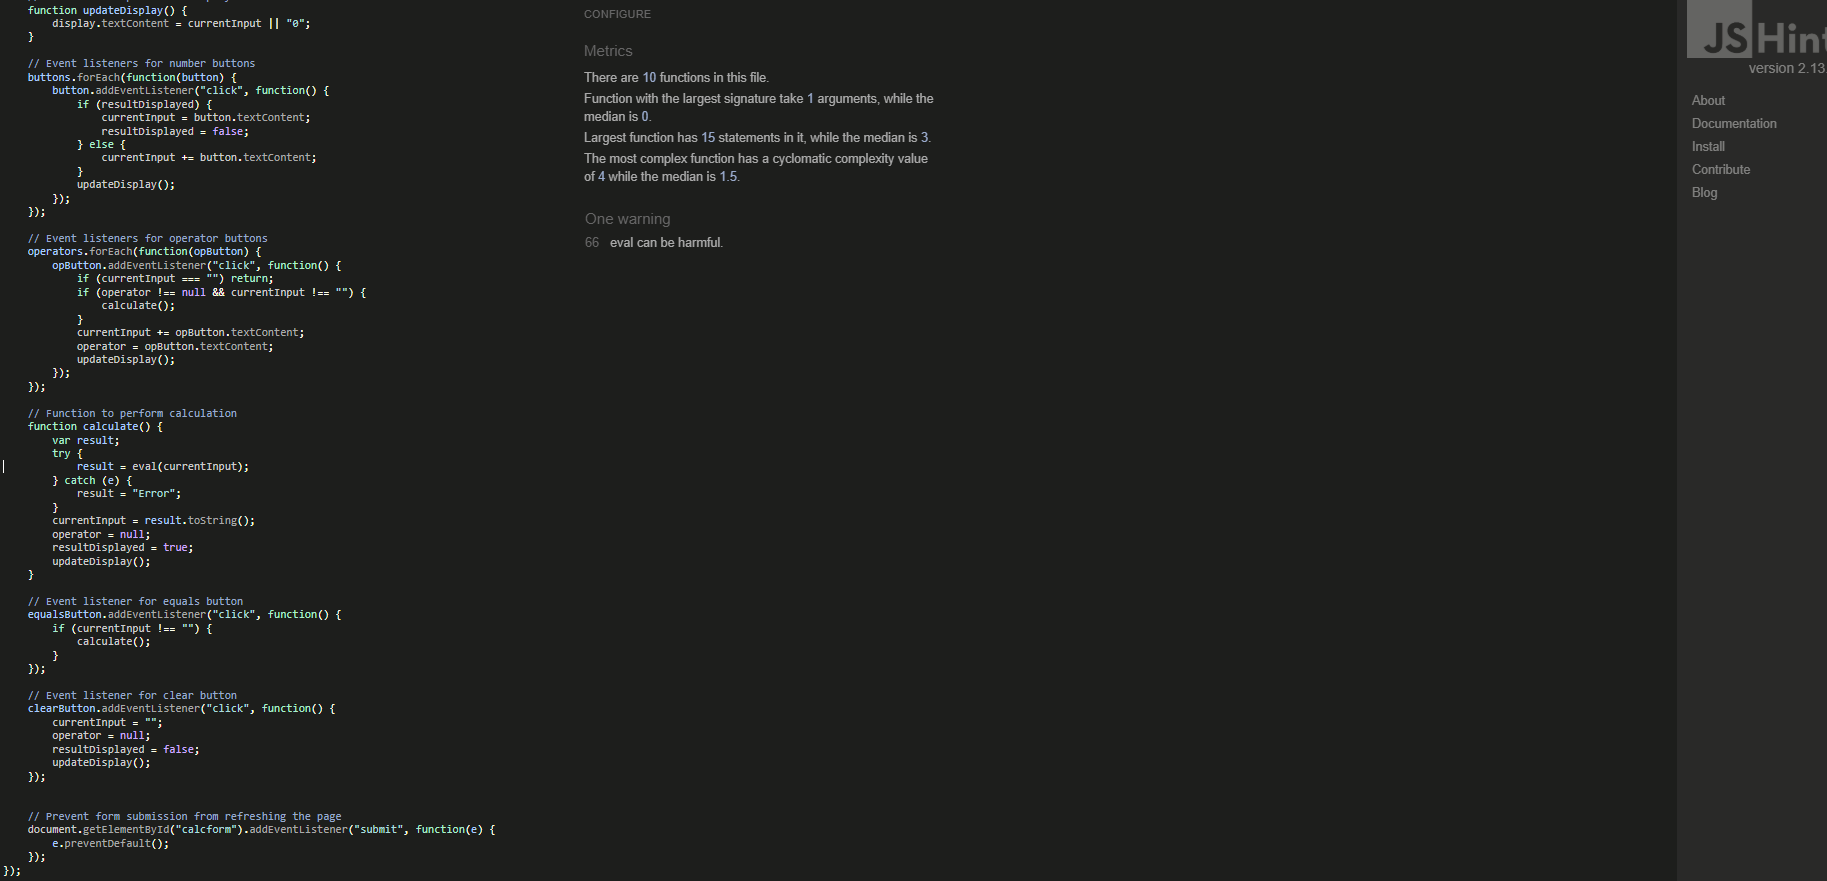 function updateDisplay() {
display.textContent = currentInput || "0";
}
// Event listeners for number buttons
buttons.forEach(function(button) {
button.addEventListener("click", function() {
if (resultDisplayed) {
currentInput = button.textContent;
resultDisplayed = false;
} else {
currentInput += button.textContent;
}
updateDisplay();
});
});
// Event listeners for operator buttons
operators.forEach(function(opButton) {
opButton.addEventListener("click", function() {
if (currentInput === "") return;
if (operator !== null && currentInput !== "") {
calculate();
}
currentInput += opButton.textContent;
operator = opButton.textContent;
updateDisplay();
});
});
// Function to perform calculation
function calculate() {
var result;
try {
result = eval(currentInput);
} catch (e) {
result = "Error";
}
currentInput = result.toString();
operator = null;
resultDisplayed = true;
updateDisplay();
}
// Event listener for equals button
equalsButton.addEventListener("click", function() {
if (currentInput !== "") {
calculate();
}
});
// Event listener for clear button
clearButton.addEventListener("click", function() {
currentInput = "";
operator = null;
resultDisplayed = false;
updateDisplay();
});
// Prevent form submission from refreshing the page
document.getElementById("calcform").addEventListener("submit", function(e) {
e.preventDefault();
});
});
CONFIGURE
Metrics
There are 10 functions in this file.
Function with the largest signature take 1 arguments, while the
median is 0.
Largest function has 15 statements in it, while the median is 3.
The most complex function has a cyclomatic complexity value
of 4 while the median is 1.5.
One warning
66 eval can be harmful.
JSHint
version 2.13
About
Documentation
Install
Contribute
Blog